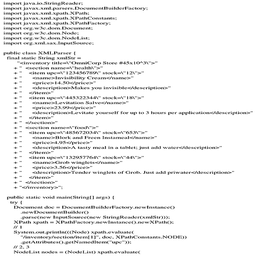 import java.io.StringReader;
import javax.xml.parsers.DocumentBuilderFactory;
import javax.xml.xpath.XPath;
import javax.xml.xpath.XPathConstants;
import javax.xml.xpath.XPathFactory;
import org.w3c.dom.Document;
import org.w3c.dom.Node;
import org.w3c.dom.NodeList;
import org.xml.sax.InputSource;
public class XMLParser {
final static String xmlStr =
"<inventory title=\"OmniCorp Store #45x10^3\">"
+ " <section name=\"health\">"
+ " <item upc=\"123456789\" stock=\"12\">"
+ " <name>Invisibility Cream</name>"
+ " <price>14.50</price>"
+ " <description>Makes you invisible</description>"
+ " </item>"
+ " <item upc=\"445322344\" stock=\"18\">"
+ " <name>Levitation Salve</name>"
+ " <price>23.99</price>"
+ " <description>Levitate yourself for up to 3 hours per application</description>"
+ " </item>"
+ " </section>"
+ " <section name=\"food\">"
+ " <item upc=\"485672034\" stock=\"653\">"
+ " <name>Blork and Freen Instameal</name>"
+ " <price>4.95</price>"
+ " <description>A tasty meal in a tablet; just add water</description>"
+ " </item>"
+ " <item upc=\"132957764\" stock=\"44\">"
+ " <name>Grob winglets</name>"
+ " <price>3.56</price>"
+ " <description>Tender winglets of Grob. Just add priwater</description>"
+ " </item>"
+ " </section>"
+ "</inventory>";
public static void main(String[] args) {
try {
Document doc = DocumentBuilderFactory.newInstance()
.newDocumentBuilder()
.parse(new InputSource(new StringReader(xmlStr)));
XPath xpath = XPathFactory.newInstance().newXPath();
// 1
System.out.println(((Node) xpath.evaluate(
"/inventory/section/item[1]", doc, XPathConstants.NODE))
.getAttributes().getNamedItem("upc"));
// 2, 3
NodeList nodes = (NodeList) xpath.evaluate(